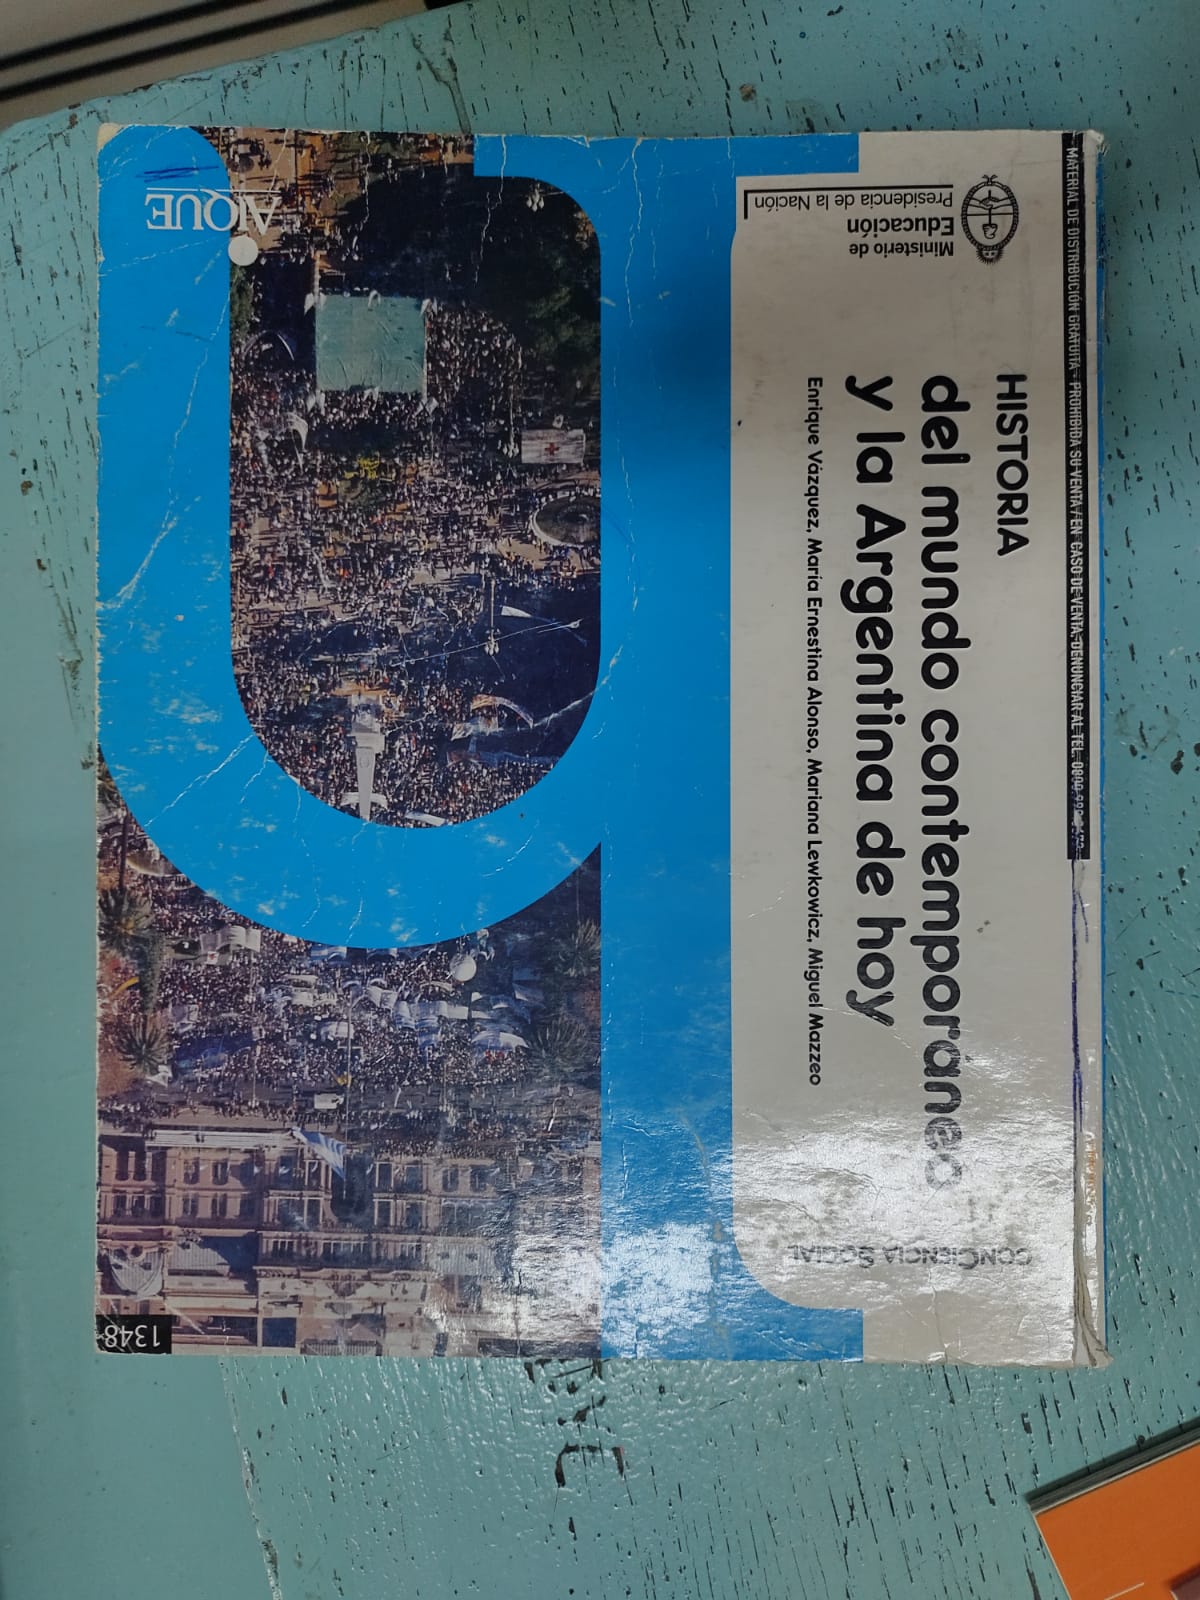 MATERIAL DE DISTRIBUCIÓN GRATUITA - PROHIBIDA SU VENTA / EN CASO DE VENTA DENUNCIAR AL TEL. 0800
Ministerio de
Educación
Presidencia de la Nación
HISTORIA
del mundo contemporáneo
y la Argentina de hoy
Enrique Vázquez, María Ernestina Alonso, Mariana Lewkowicz, Miguel Mazzeo
CONCIENCIA SOCIAL
AIQUE
1348